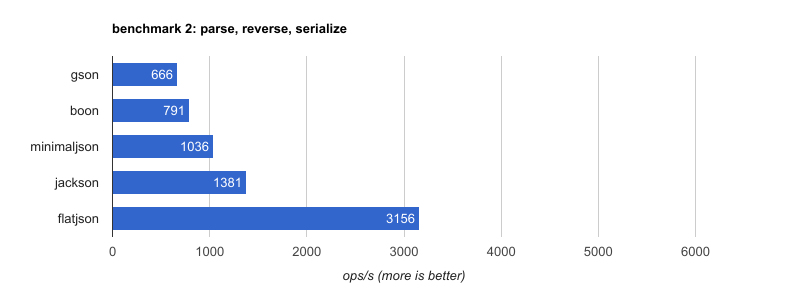 benchmark 2: parse, reverse, serialize
gson 666
boon 791
minimaljson 1036
jackson 1381
flatjson 3156
0 1000 2000 3000 4000 5000 6000
ops/s (more is better)